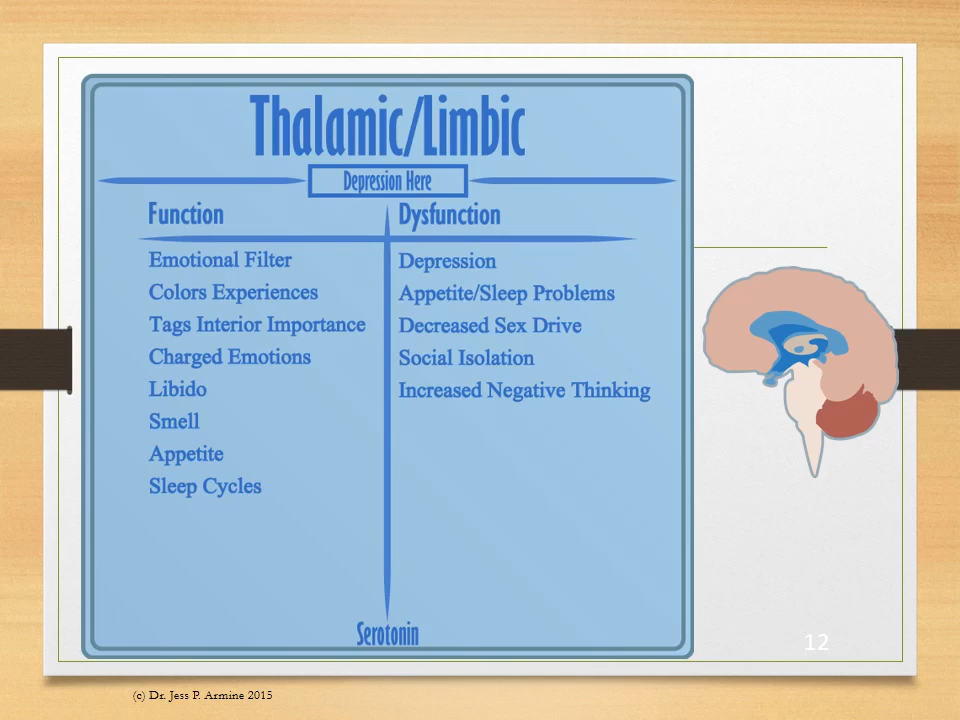 Thalamic/Limbic
Depression Here
Function
Emotional Filter
Colors Experiences
Tags Interior Importance
Charged Emotions
Libido
Smell
Appetite
Sleep Cycles
Dysfunction
Depression
Appetite/Sleep Problems
Decreased Sex Drive
Social Isolation
Increased Negative Thinking
Serotonin
12
(c) Dr. Jess P. Armine 2015